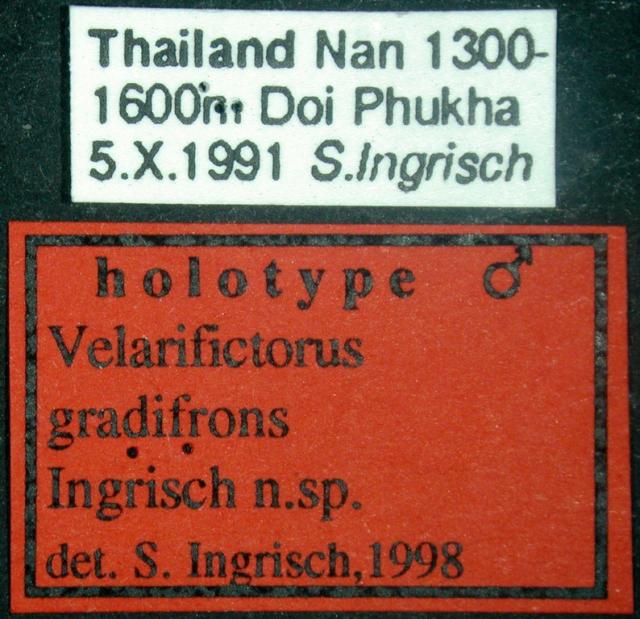 Thailand Nan 1300-
1600m Doi Phukha
5.X.1991 S.Ingrisch
holotype ♂
Velarifictorus
gradifrons
Ingrisch n.sp.
det. S. Ingrisch,1998